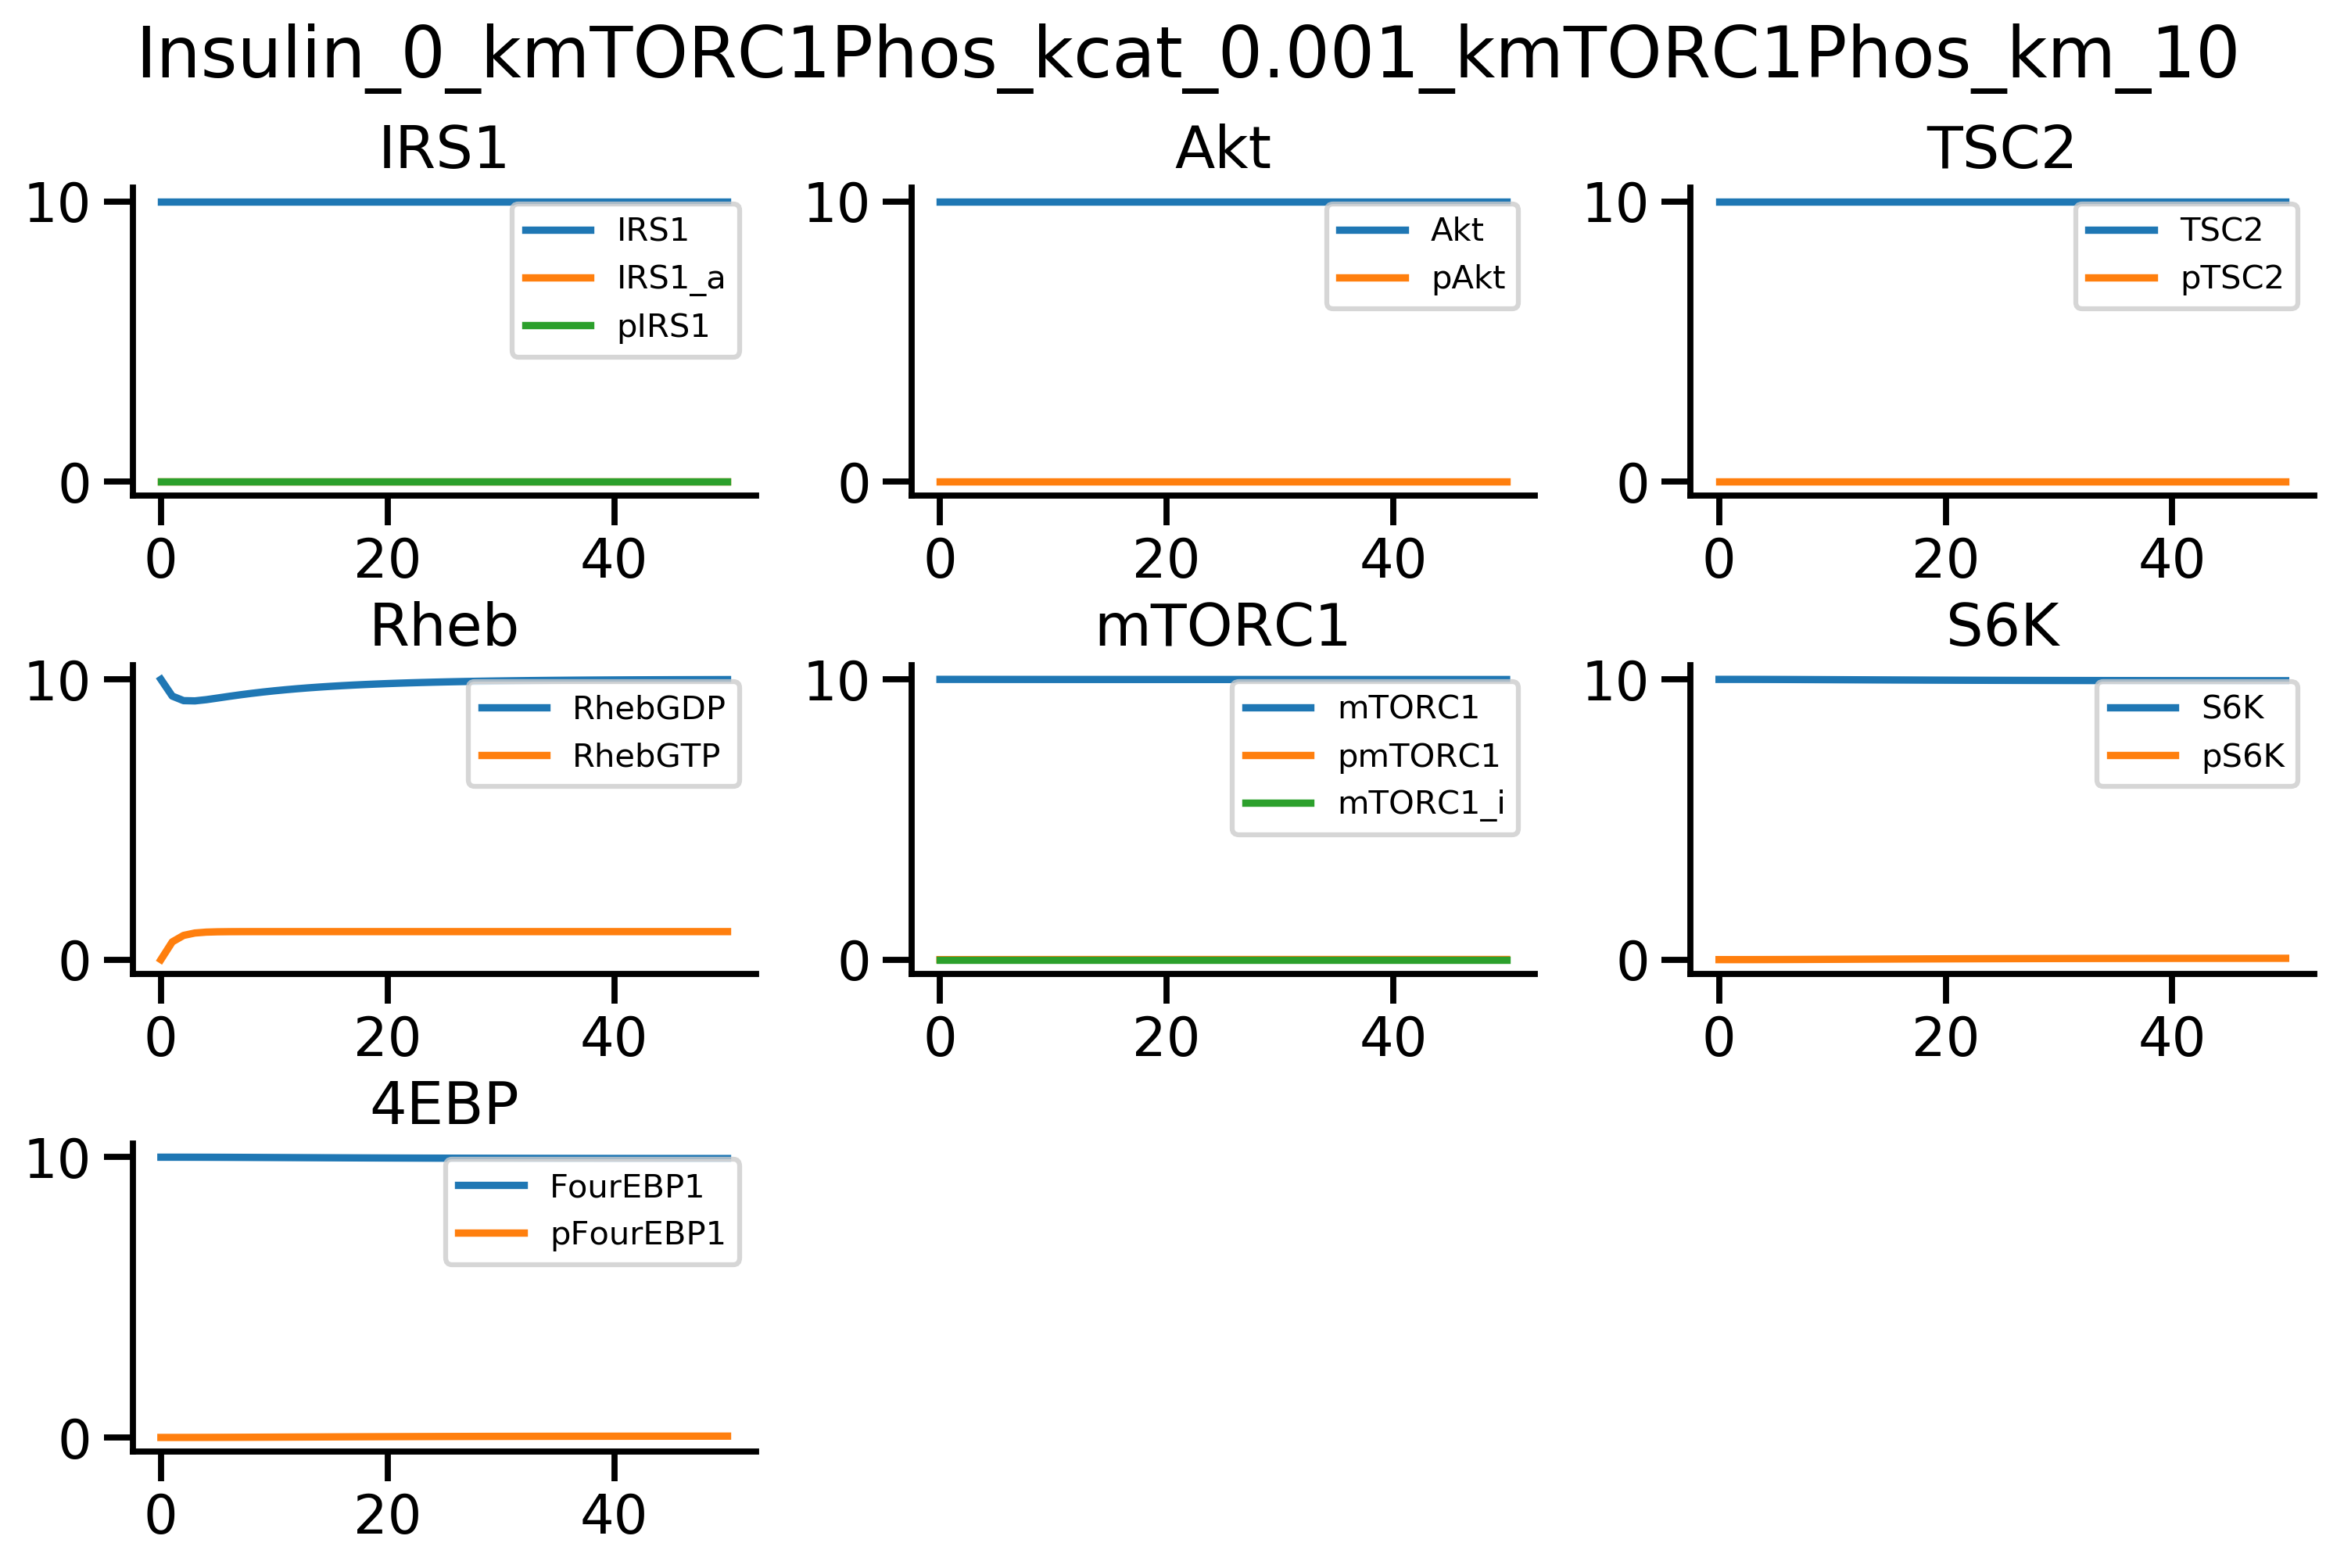 Insulin_0_kmTORC1Phos_kcat_0.001_kmTORC1Phos_km_10
IRS1
10
0
0 20 40
IRS1
IRS1_a
pIRS1
Akt
10
0
0 20 40
Akt
pAkt
TSC2
10
0
0 20 40
TSC2
pTSC2
Rheb
10
0
0 20 40
RhebGDP
RhebGTP
mTORC1
10
0
0 20 40
mTORC1
pmTORC1
mTORC1_i
S6K
10
0
0 20 40
S6K
pS6K
4EBP
10
0
0 20 40
FourEBP1
pFourEBP1